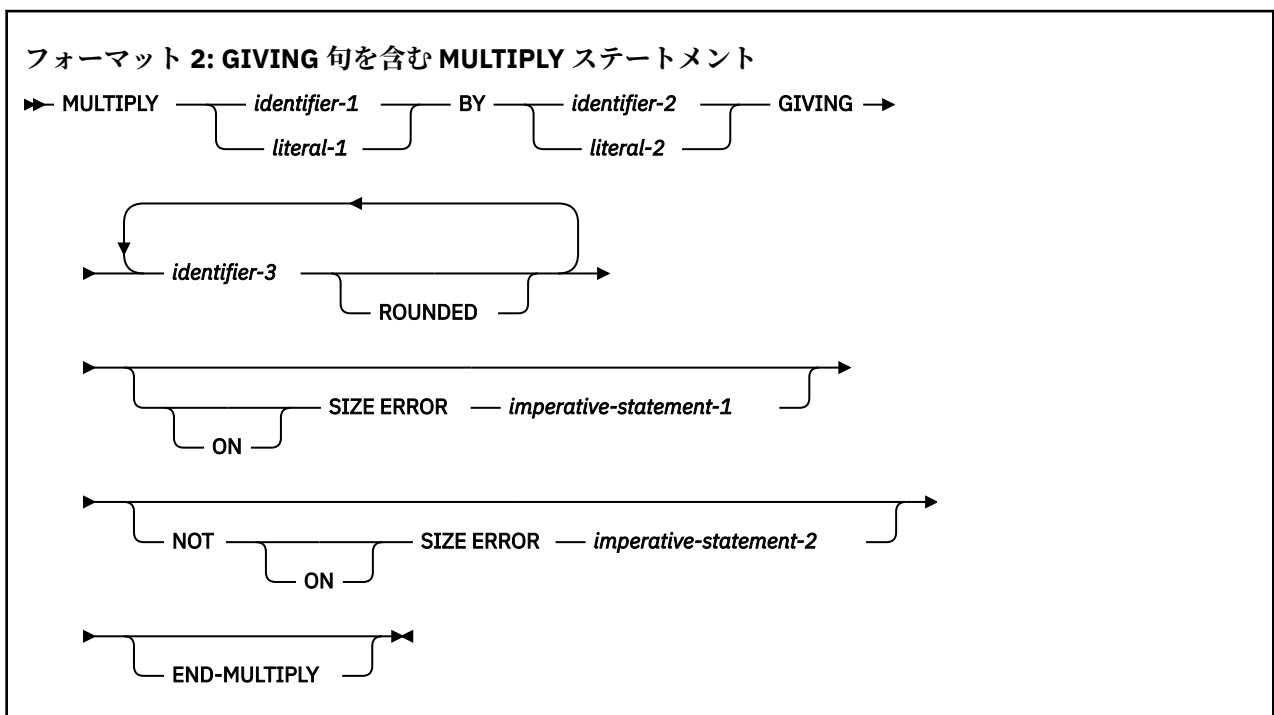 フォーマット 2: GIVING 句を含む MULTIPLY ステートメント
MULTIPLY identifier-1 BY identifier-2 GIVING
literal-1 literal-2
identifier-3
ROUNDED
SIZE ERROR imperative-statement-1
ON
NOT SIZE ERROR imperative-statement-2
ON
END-MULTIPLY